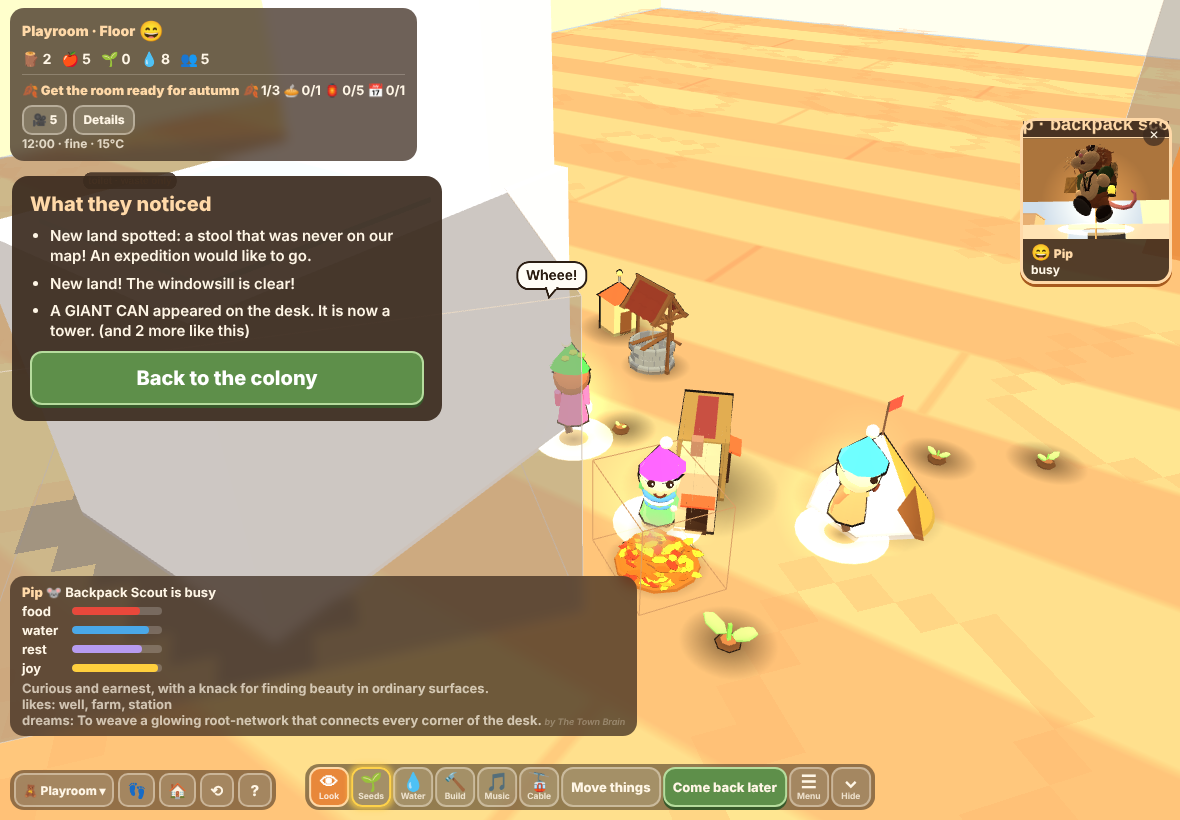 Playroom · Floor
2 5 0 8 5
Get the room ready for autumn 1/3 0/1 0/5 0/1
5 Details
12:00 · fine · 15°C
What they noticed
• New land spotted: a stool that was never on our
map! An expedition would like to go.
• New land! The windowsill is clear!
• A GIANT CAN appeared on the desk. It is now a
tower. (and 2 more like this)
Back to the colony
Wheee!
p · backpack sco
×
Pip
busy
Pip Backpack Scout is busy
food
water
rest
joy
Curious and earnest, with a knack for finding beauty in ordinary surfaces.
likes: well, farm, station
dreams: To weave a glowing root-network that connects every corner of the desk. by The Town Brain
Playroom ▾ ?
Look Seeds Water Build Music Cable Move things Come back later Menu Hide